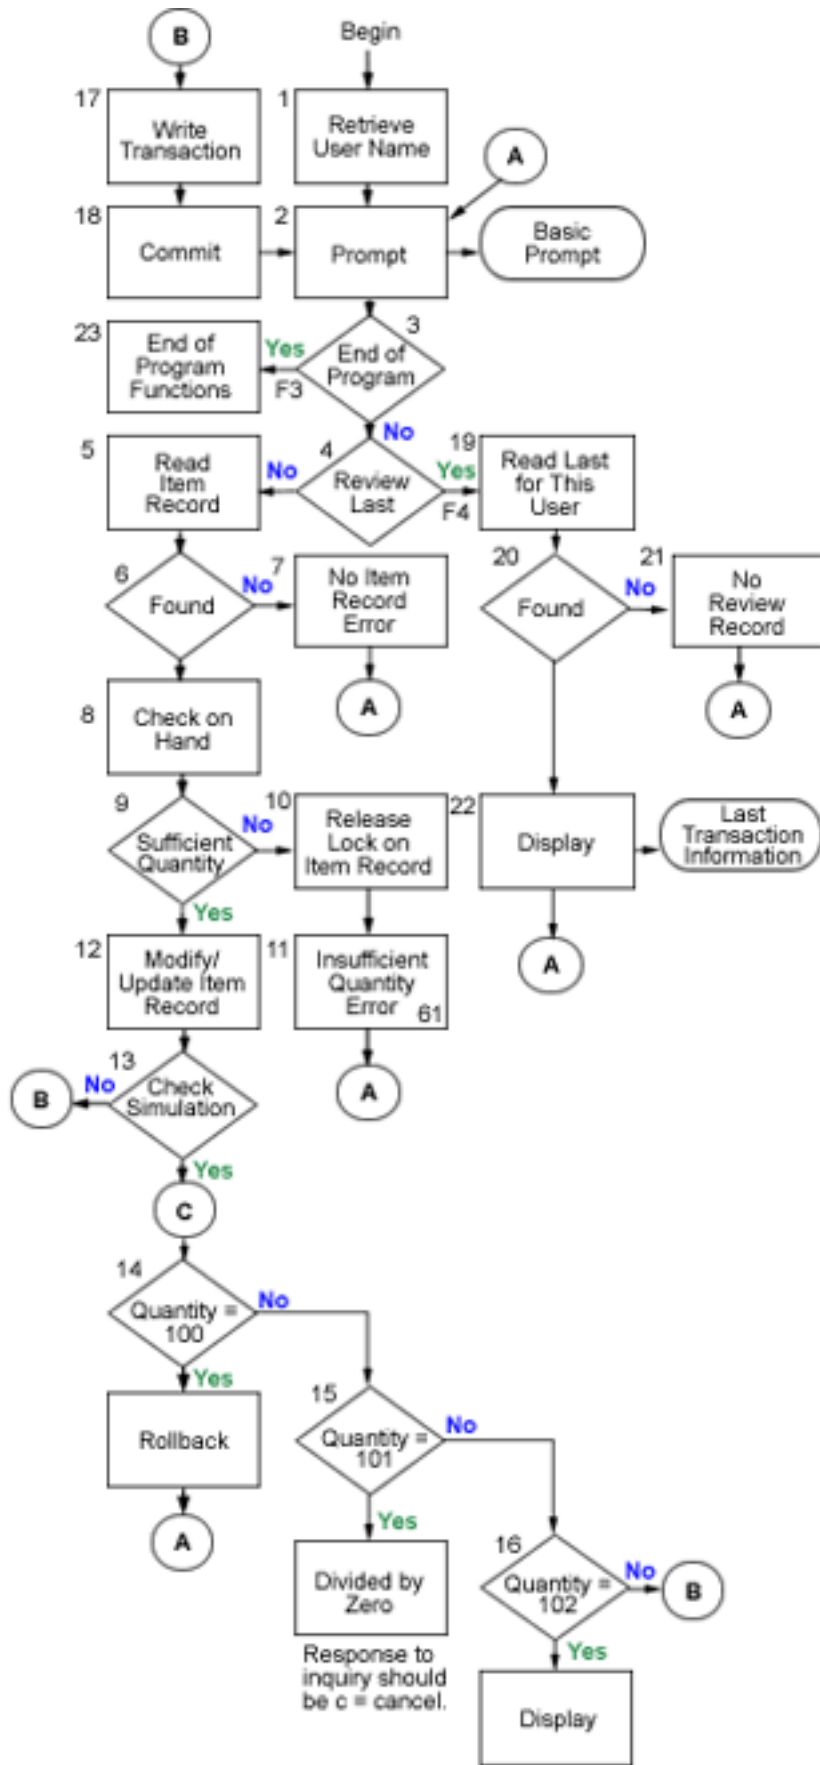 B
Begin
17
Write
Transaction
1
Retrieve
User Name
A
18
Commit
2
Prompt
Basic
Prompt
23
End of
Program
Functions
Yes
F3
3
End of
Program
No
5
Read
Item
Record
No
4
Review
Last
Yes
F4
19
Read Last
for This
User
6
Found
No
7
No Item
Record
Error
A
20
Found
No
21
No
Review
Record
A
8
Check on
Hand
9
Sufficient
Quantity
No
Yes
10
Release
Lock on
Item Record
22
Display
Last
Transaction
Information
A
12
Modify/
Update Item
Record
11
Insufficient
Quantity
Error
61
A
13
Check
Simulation
No
B
Yes
C
14
Quantity =
100
No
Yes
Rollback
A
15
Quantity =
101
No
Yes
Divided by
Zero
Response to
inquiry should
be c = cancel.
16
Quantity =
102
No
B
Yes
Display